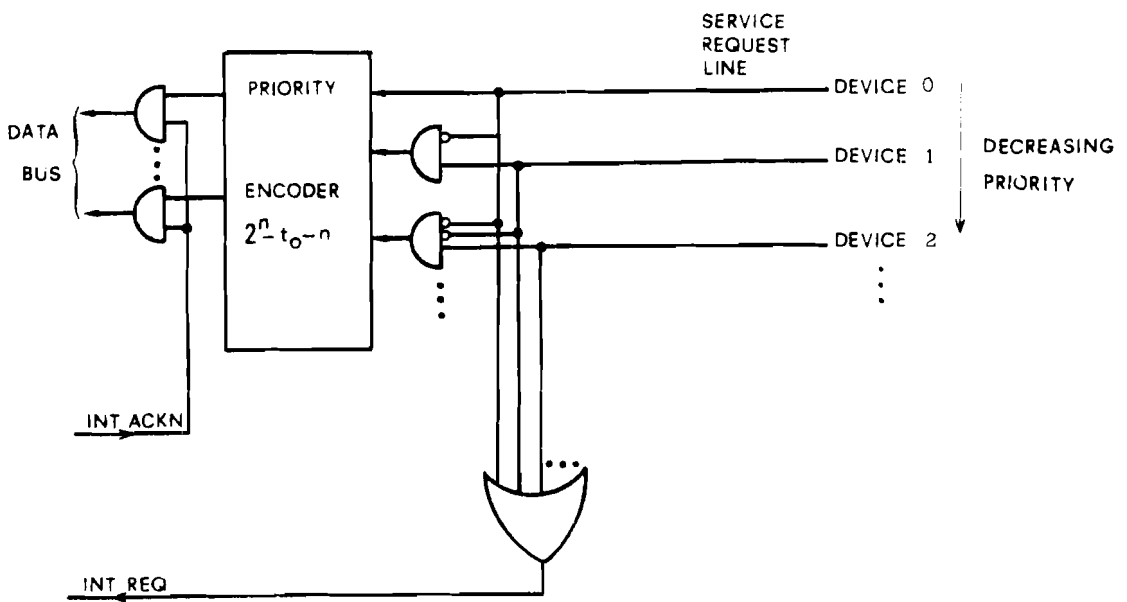 SERVICE
REQUEST
LINE
PRIORITY
DEVICE 0
DATA
BUS
DEVICE 1
DECREASING
PRIORITY
ENCODER
2^n-to-n
DEVICE 2
INT ACKN
INT REQ